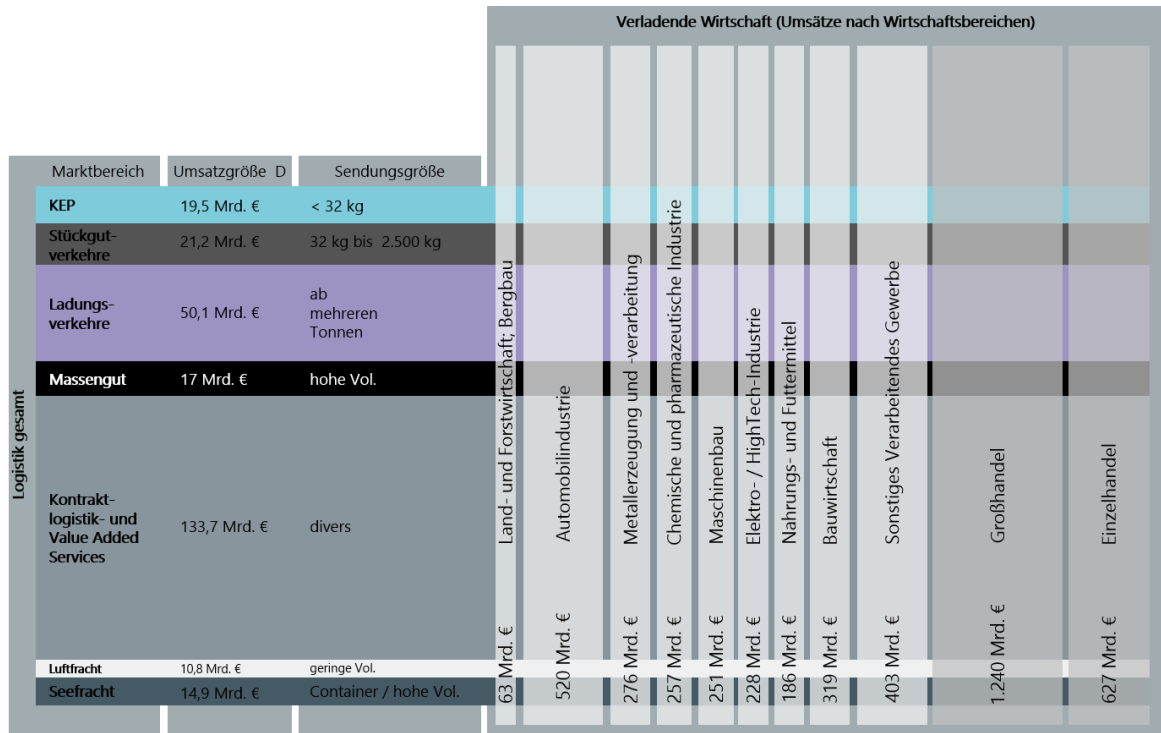 Verladende Wirtschaft (Umsätze nach Wirtschaftsbereichen)
Marktbereich
Umsatzgröße D
Sendungsgröße
Logistik gesamt
KEP
19,5 Mrd. €
< 32 kg
Stückgut-
verkehre
21,2 Mrd. €
32 kg bis 2.500 kg
Ladungs-
verkehre
50,1 Mrd. €
ab
mehreren
Tonnen
Massengut
17 Mrd. €
hohe Vol.
Kontrakt-
logistik- und
Value Added
Services
133,7 Mrd. €
divers
Luftfracht
10,8 Mrd. €
geringe Vol.
Seefracht
14,9 Mrd. €
Container / hohe Vol.
Land- und Forstwirtschaft; Bergbau
63 Mrd. €
Automobilindustrie
520 Mrd. €
Metallerzeugung und -verarbeitung
276 Mrd. €
Chemische und pharmazeutische Industrie
257 Mrd. €
Maschinenbau
251 Mrd. €
Elektro- / HighTech-Industrie
228 Mrd. €
Nahrungs- und Futtermittel
186 Mrd. €
Bauwirtschaft
319 Mrd. €
Sonstiges Verarbeitendes Gewerbe
403 Mrd. €
Großhandel
1.240 Mrd. €
Einzelhandel
627 Mrd. €